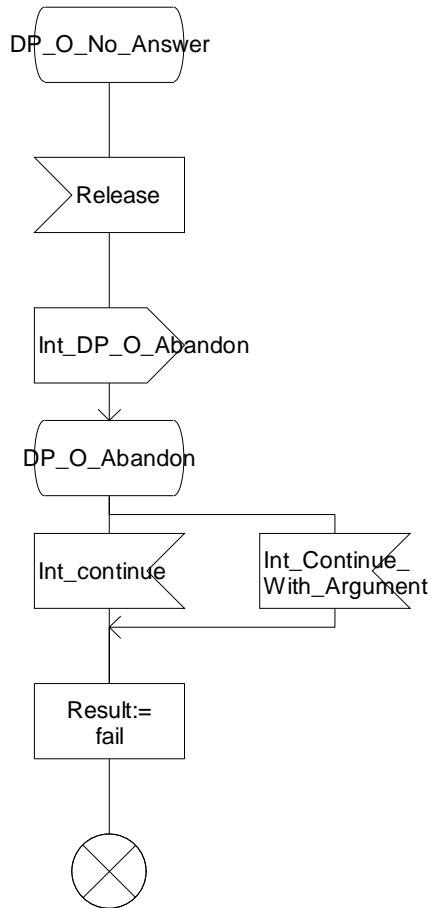 DP_O_No_Answer
Release
Int_DP_O_Abandon
DP_O_Abandon
Int_continue
Int_Continue_
With_Argument
Result:=
fail